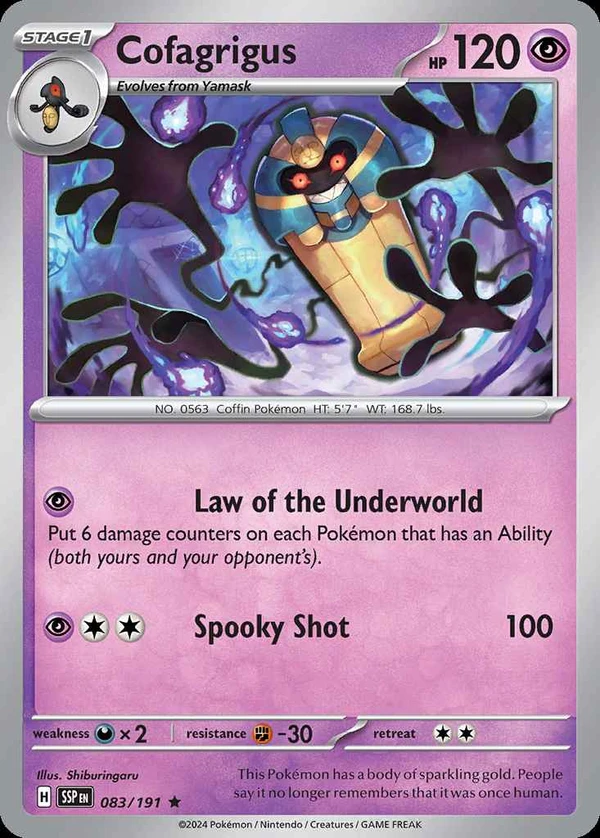 STAGE 1
Cofagrigus
HP 120
Evolves from Yamask
NO. 0563 Coffin Pokémon HT: 5'7" WT: 168.7 lbs.
Law of the Underworld
Put 6 damage counters on each Pokémon that has an Ability
(both yours and your opponent's).
Spooky Shot 100
weakness ×2 resistance -30 retreat
Illus. Shiburingaru
This Pokémon has a body of sparkling gold. People
say it no longer remembers that it was once human.
H SSP EN 083/191 ★
©2024 Pokémon / Nintendo / Creatures / GAME FREAK